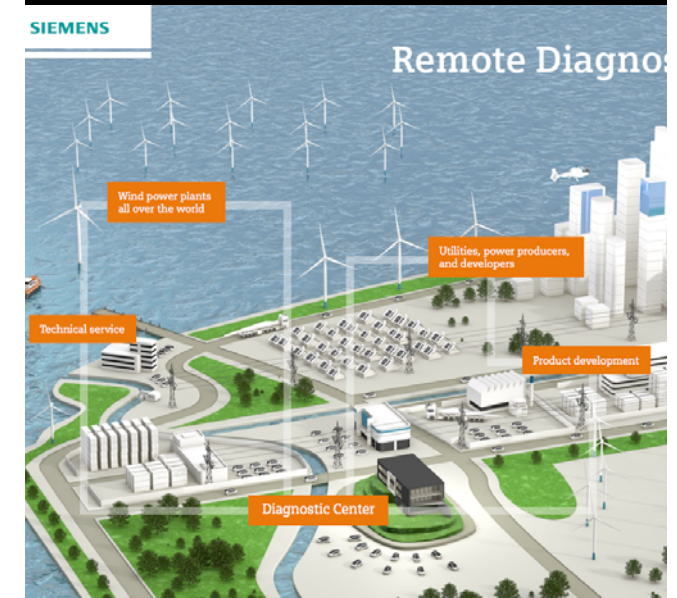 SIEMENS
Remote Diagnos
Wind power plants
all over the world
Utilities, power producers,
and developers
Technical service
Product development
Diagnostic Center